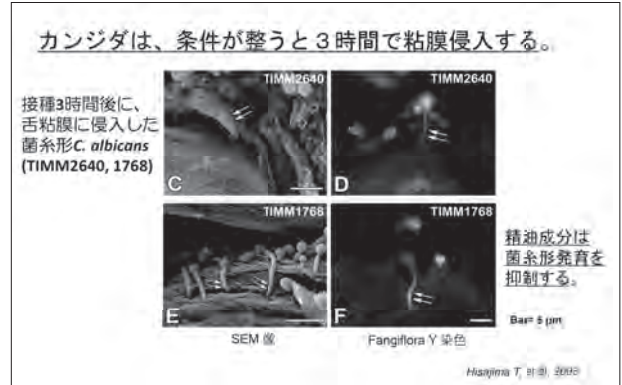 カンジダは、条件が整うと３時間で粘膜侵入する。
接種3時間後に、
舌粘膜に侵入した
菌糸形C. albicans
(TIMM2640, 1768)
TIMM2640
C
TIMM2640
D
TIMM1768
E
TIMM1768
F
精油成分は
菌糸形発育を
抑制する。
Bar= 5 μm
SEM 像
Fangiflora Y 染色
Hisajima T, et al,